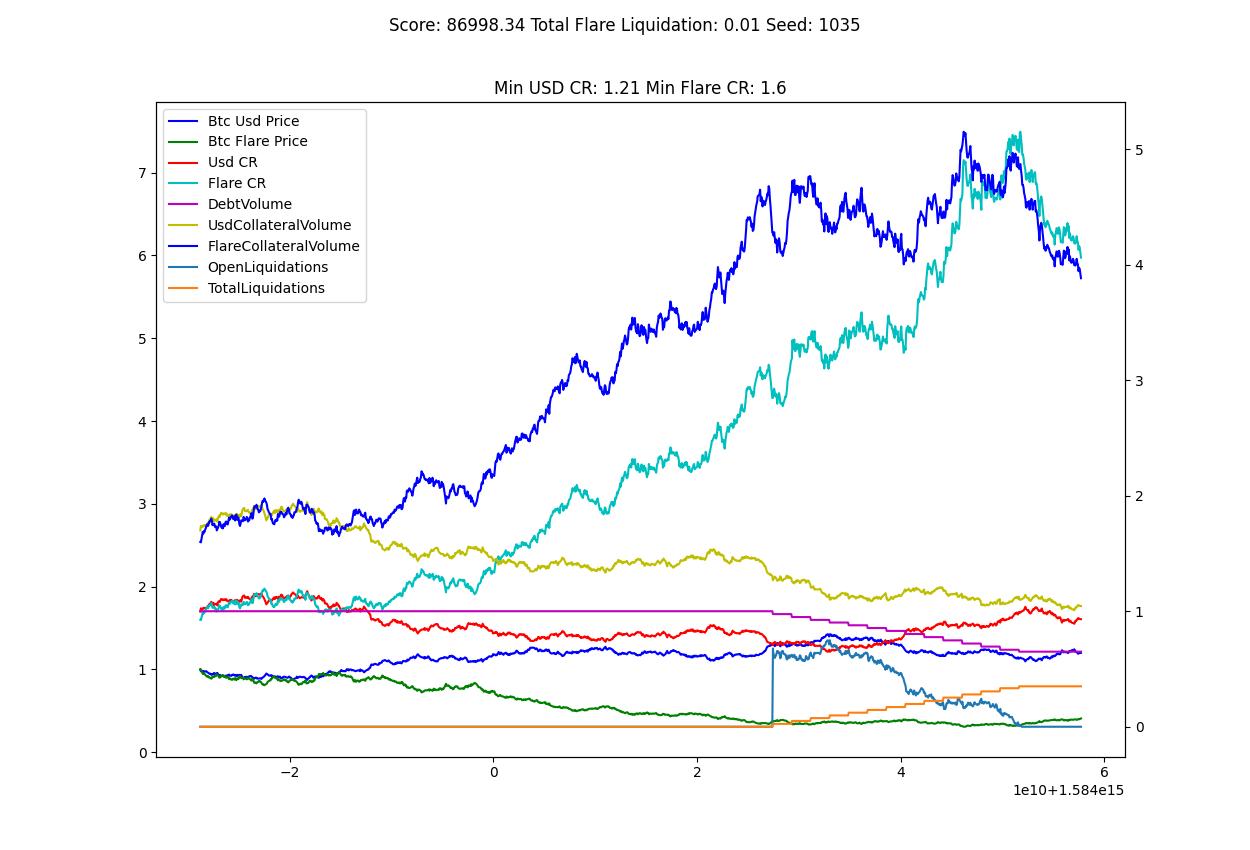 Score: 86998.34 Total Flare Liquidation: 0.01 Seed: 1035
Min USD CR: 1.21 Min Flare CR: 1.6
Btc Usd Price
Btc Flare Price
Usd CR
Flare CR
DebtVolume
UsdCollateralVolume
FlareCollateralVolume
OpenLiquidations
TotalLiquidations
7
6
5
4
3
2
1
0
5
4
3
2
1
0
−2
0
2
4
6
1e10+1.584e15